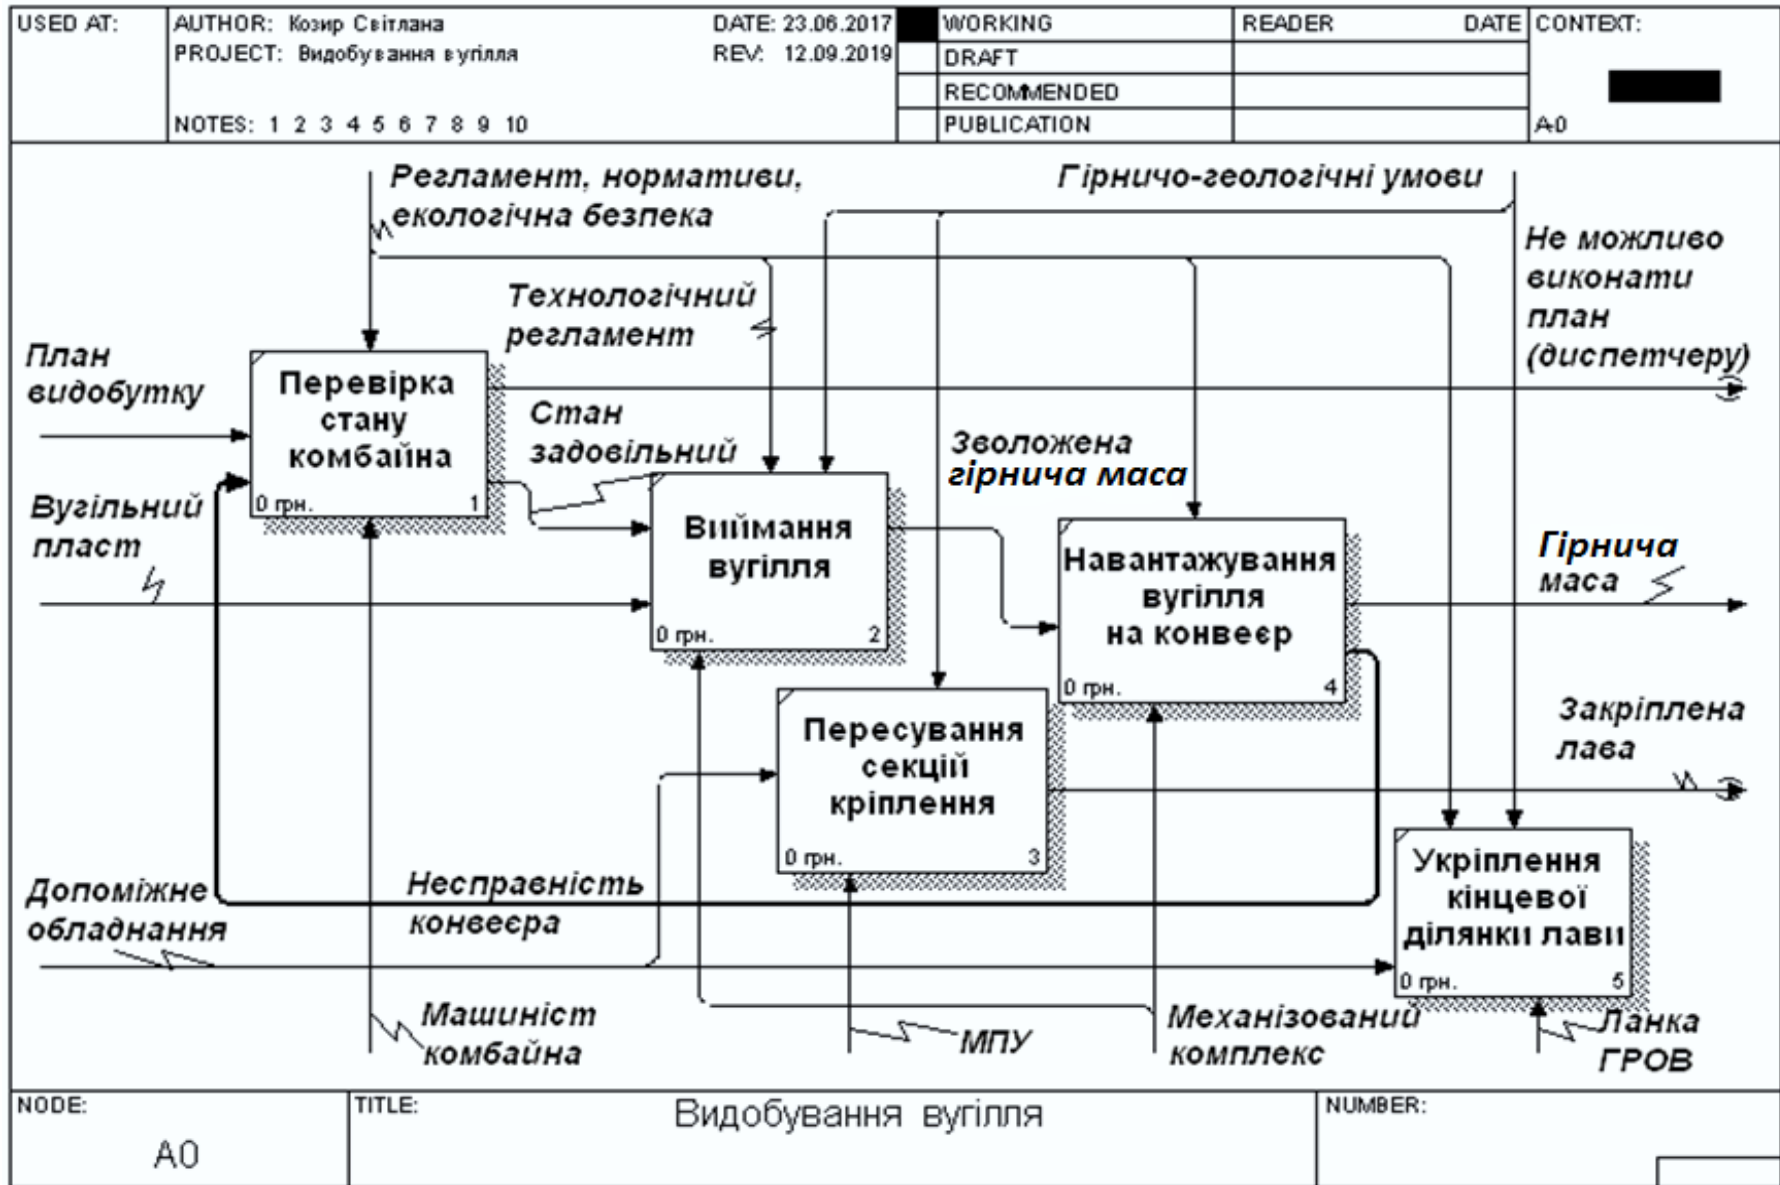 USED AT:
AUTHOR: Козир Світлана
DATE: 23.06.2017
PROJECT: Видобування вугілля
REV: 12.09.2019
NOTES: 1 2 3 4 5 6 7 8 9 10
WORKING
DRAFT
RECOMMENDED
PUBLICATION
READER
DATE
CONTEXT:
A-0
Регламент, нормативи,
екологічна безпека
Гірничо-геологічні умови
Не можливо
виконати
план
(диспетчеру)
Технологічний
регламент
План
видобутку
Перевірка
стану
комбайна
0 грн.
1
Стан
задовільний
Зволожена
гірнича маса
Вугільний
пласт
Виймання
вугілля
0 грн.
2
Навантажування
вугілля
на конвеєр
0 грн.
4
Гірнича
маса
Пересування
секцій
кріплення
0 грн.
3
Закріплена
лава
Допоміжне
обладнання
Несправність
конвеєра
Укріплення
кінцевої
ділянки лави
0 грн.
5
Машиніст
комбайна
МПУ
Механізований
комплекс
Ланка
ГРОВ
NODE:
A0
TITLE:
Видобування вугілля
NUMBER: